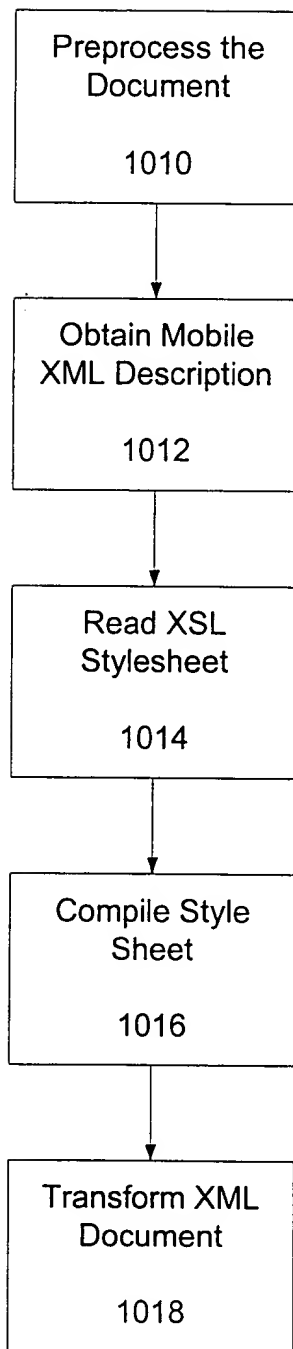 Preprocess the
Document
1010
Obtain Mobile
XML Description
1012
Read XSL
Stylesheet
1014
Compile Style
Sheet
1016
Transform XML
Document
1018